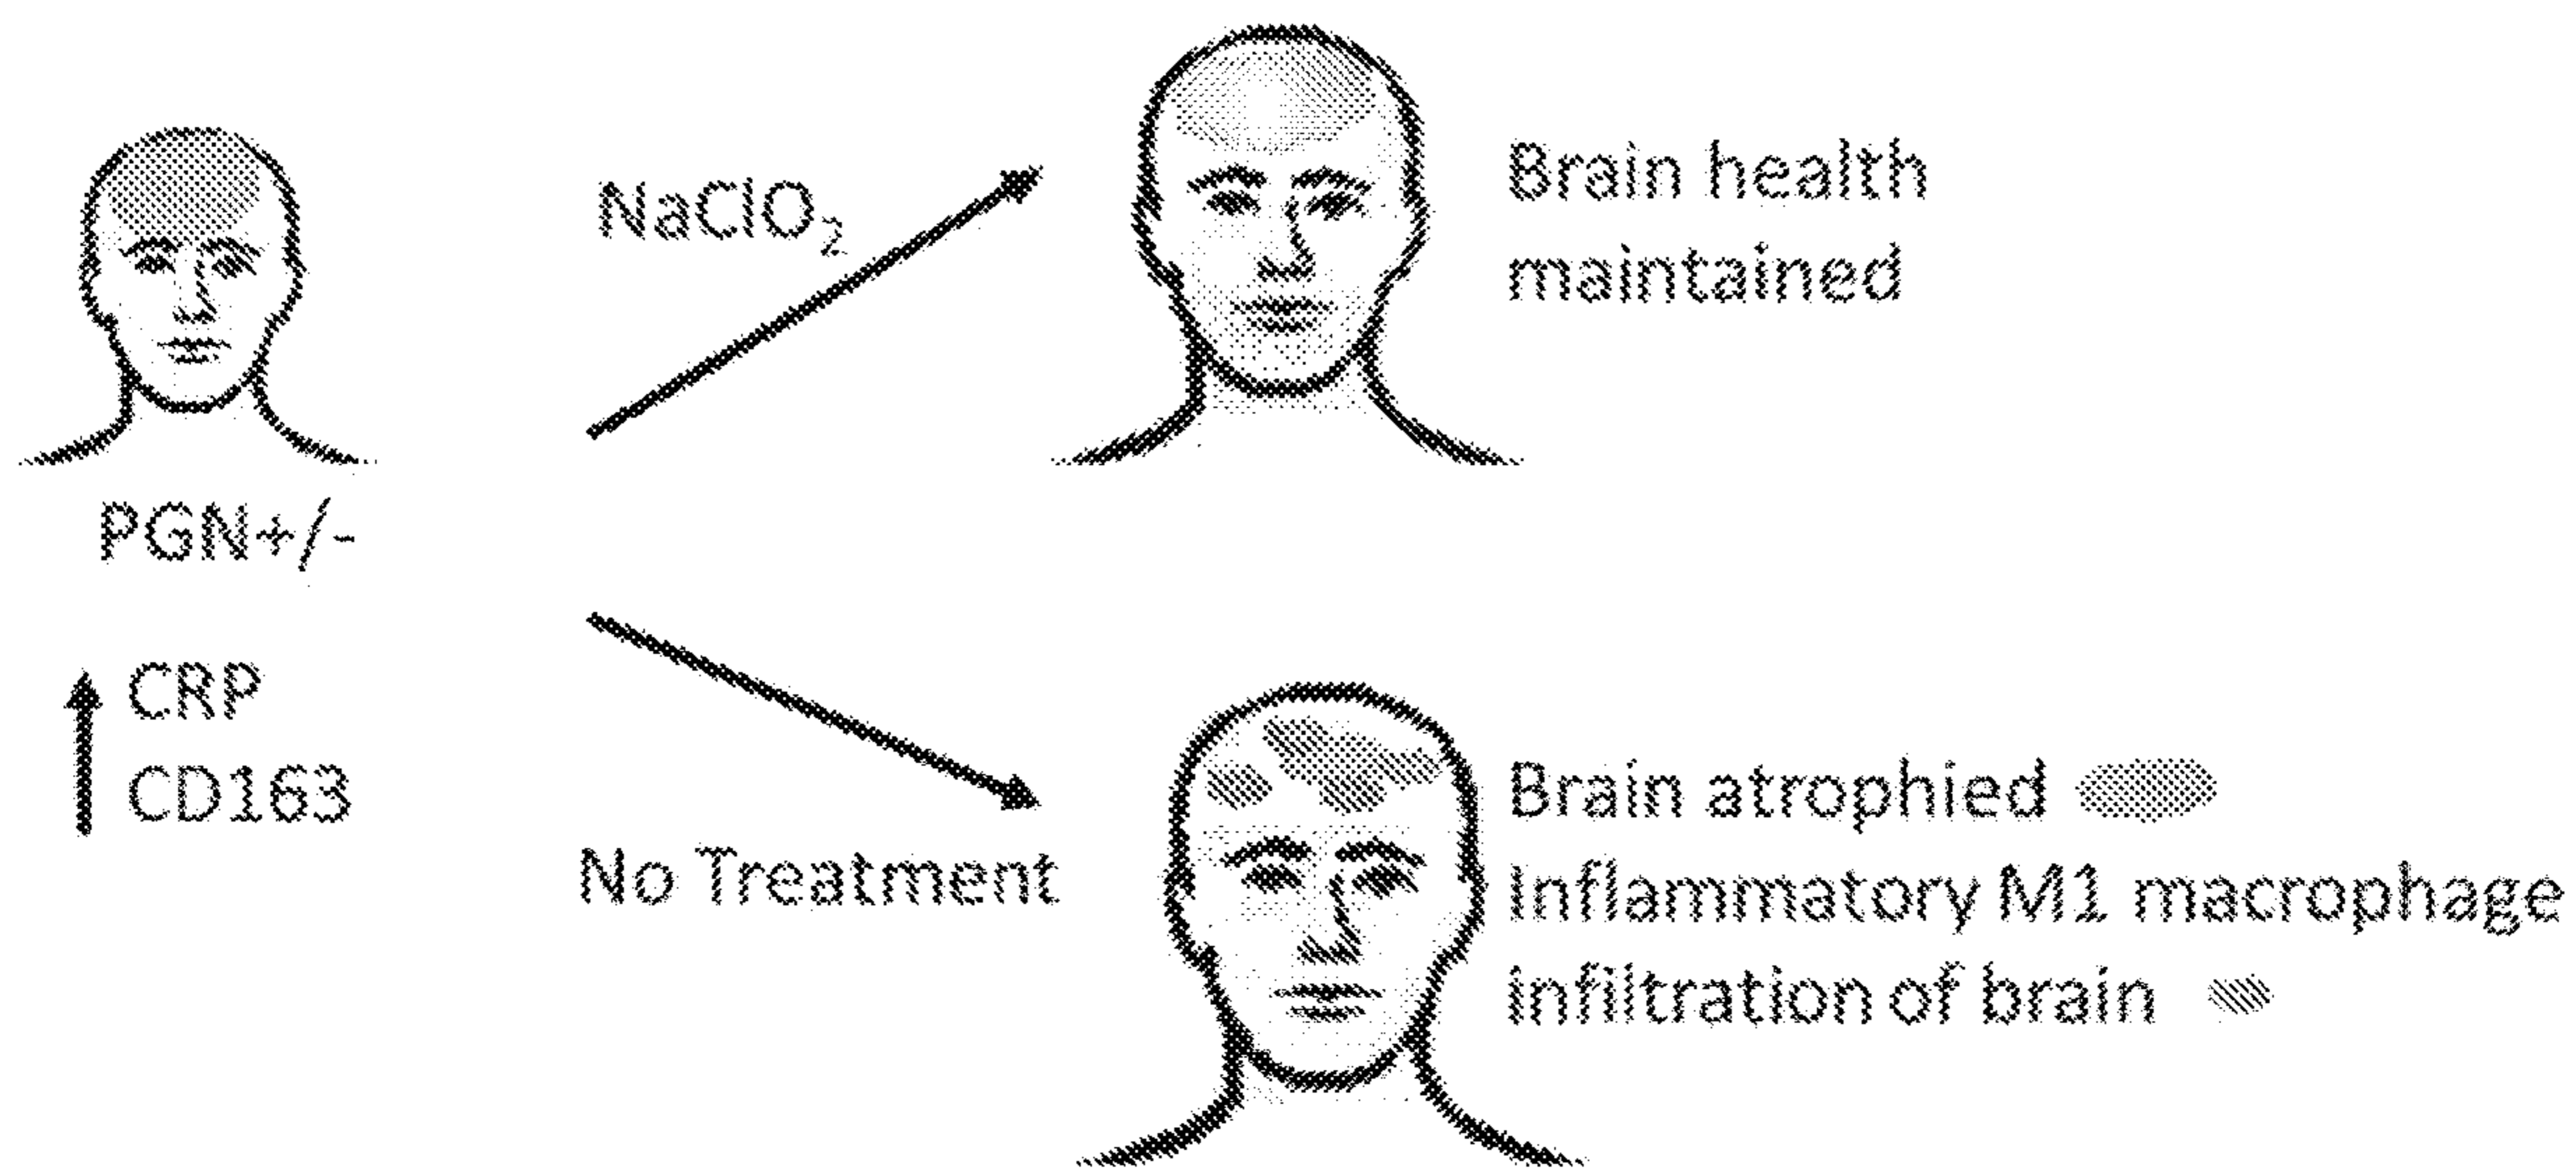 NaClO₂
Brain health
maintained
PGN+/-
CRP
CD163
No Treatment
Brain atrophied
Inflammatory M1 macrophage
infiltration of brain